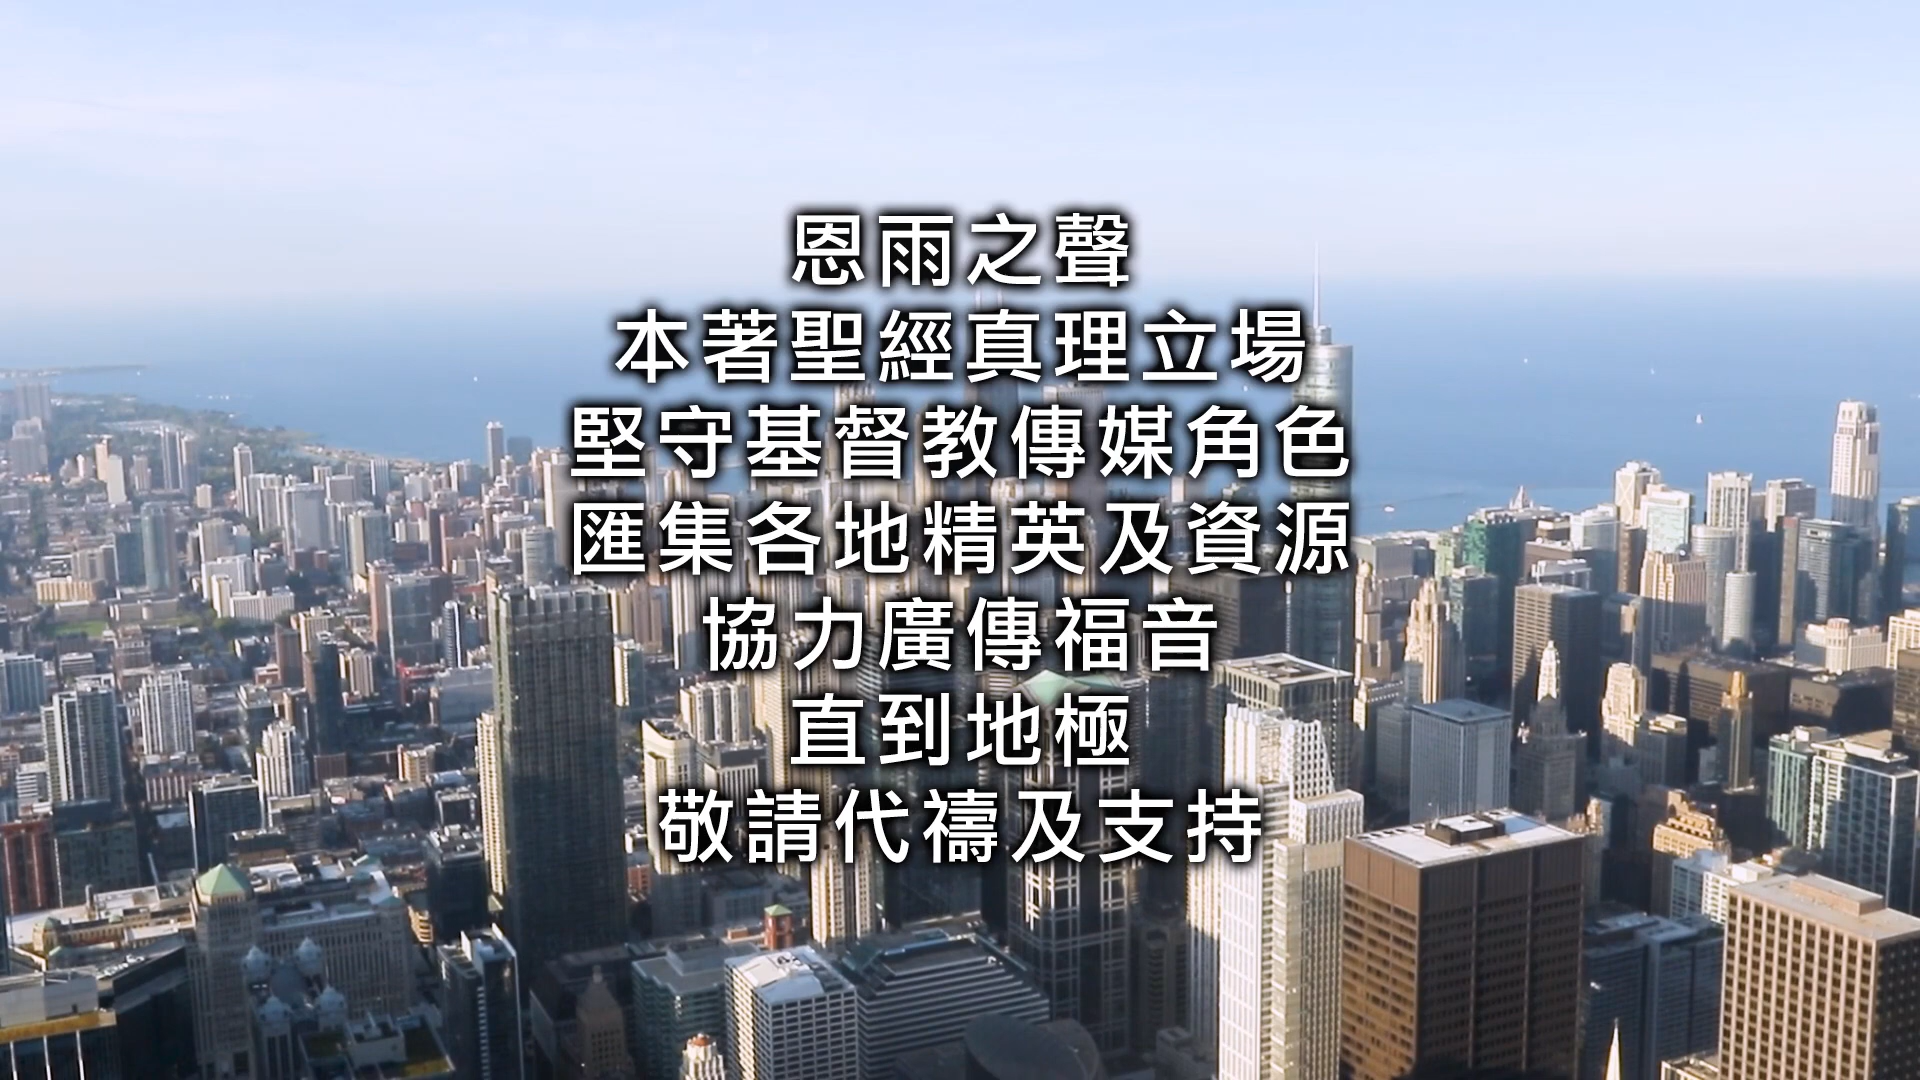 恩雨之聲
本著聖經真理立場
堅守基督教傳媒角色
匯集各地精英及資源
協力廣傳福音
直到地極
敬請代禱及支持